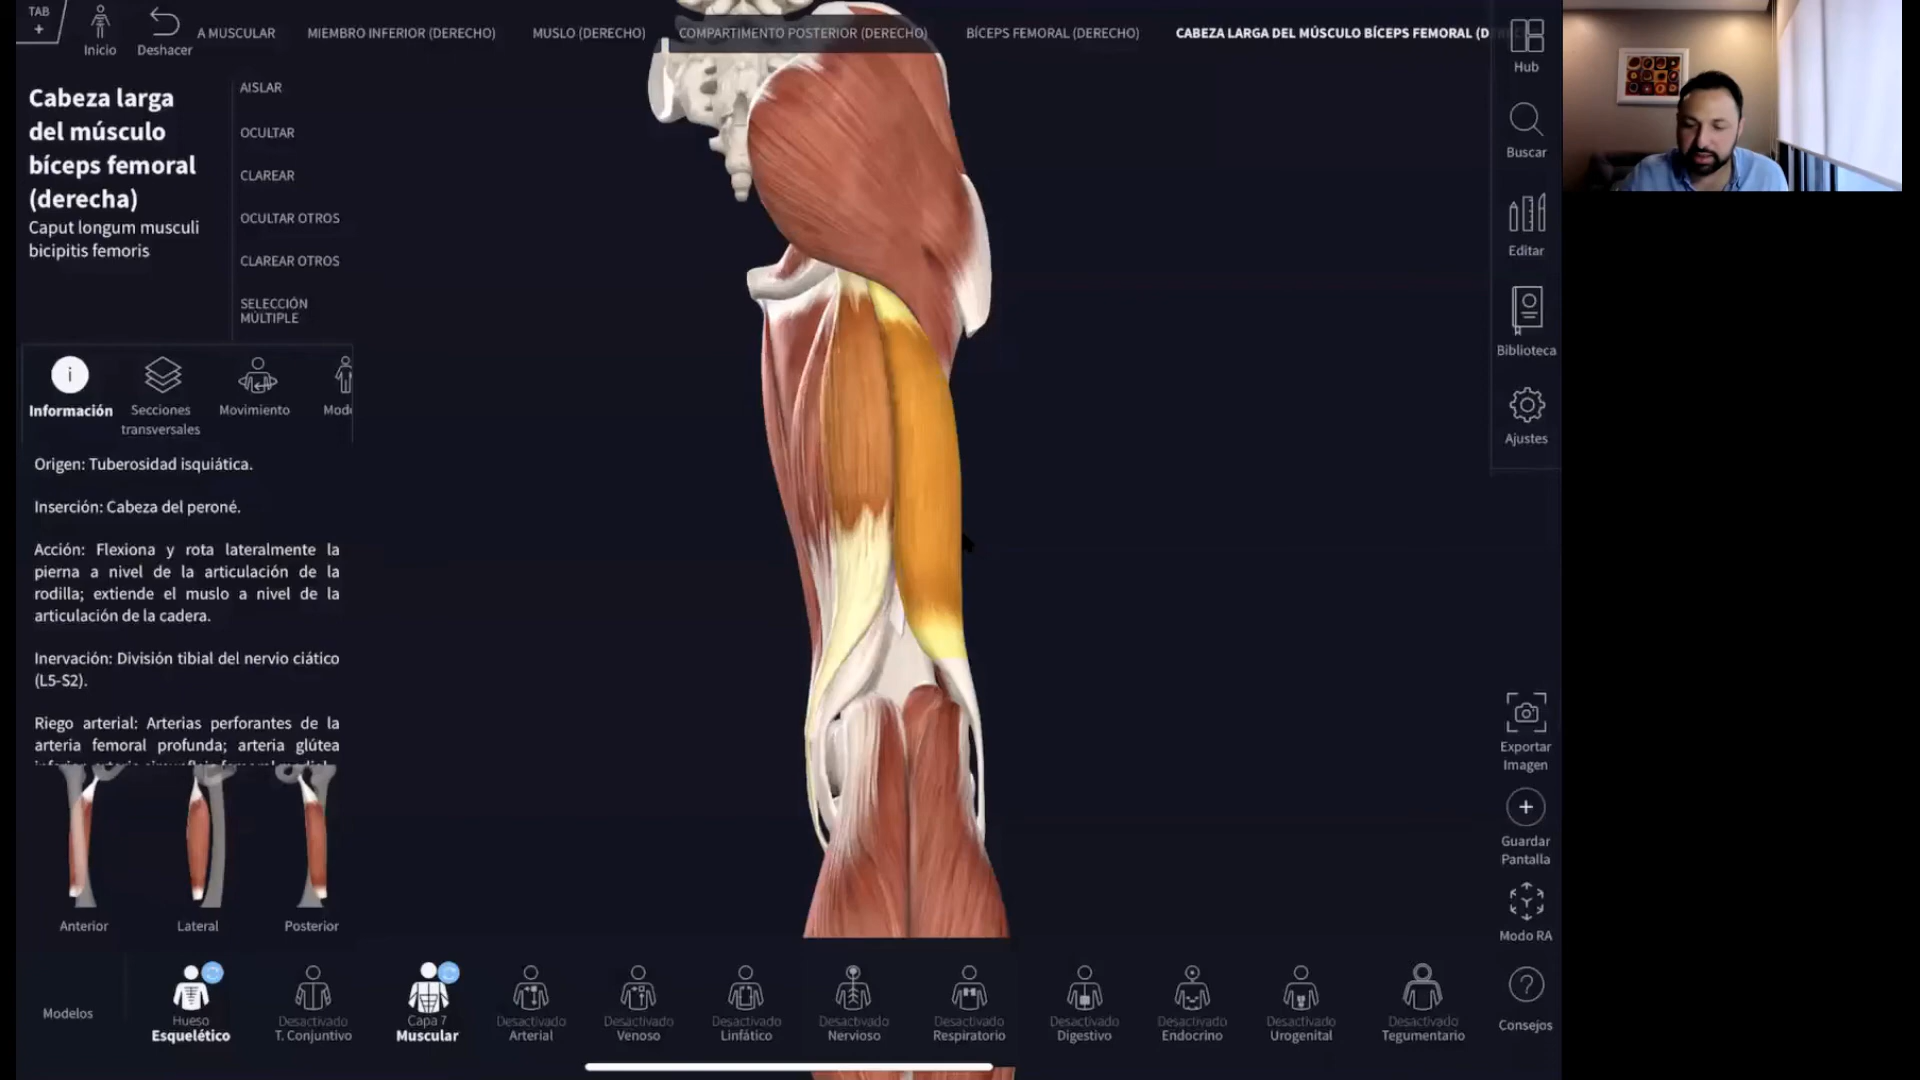 TAB
+
Inicio
Deshacer
A MUSCULAR
MIEMBRO INFERIOR (DERECHO)
MUSLO (DERECHO)
COMPARTIMENTO POSTERIOR (DERECHO)
BÍCEPS FEMORAL (DERECHO)
CABEZA LARGA DEL MÚSCULO BÍCEPS FEMORAL (D
Cabeza larga
del músculo
bíceps femoral
(derecha)
Caput longum musculi
bicipitis femoris
AISLAR
OCULTAR
CLAREAR
OCULTAR OTROS
CLAREAR OTROS
SELECCIÓN
MÚLTIPLE
Información
Secciones
transversales
Movimiento
Mod
Origen: Tuberosidad isquiática.
Inserción: Cabeza del peroné.
Acción: Flexiona y rota lateralmente la
pierna a nivel de la articulación de la
rodilla; extiende el muslo a nivel de la
articulación de la cadera.
Inervación: División tibial del nervio ciático
(L5-S2).
Riego arterial: Arterias perforantes de la
arteria femoral profunda; arteria glútea
Anterior
Lateral
Posterior
Hub
Buscar
Editar
Biblioteca
Ajustes
Exportar
Imagen
Guardar
Pantalla
Modo RA
Consejos
Modelos
Hueso
Esquelético
Desactivado
T. Conjuntivo
Capa 7
Muscular
Desactivado
Arterial
Desactivado
Venoso
Desactivado
Linfático
Desactivado
Nervioso
Desactivado
Respiratorio
Desactivado
Digestivo
Desactivado
Endocrino
Desactivado
Urogenital
Desactivado
Tegumentario